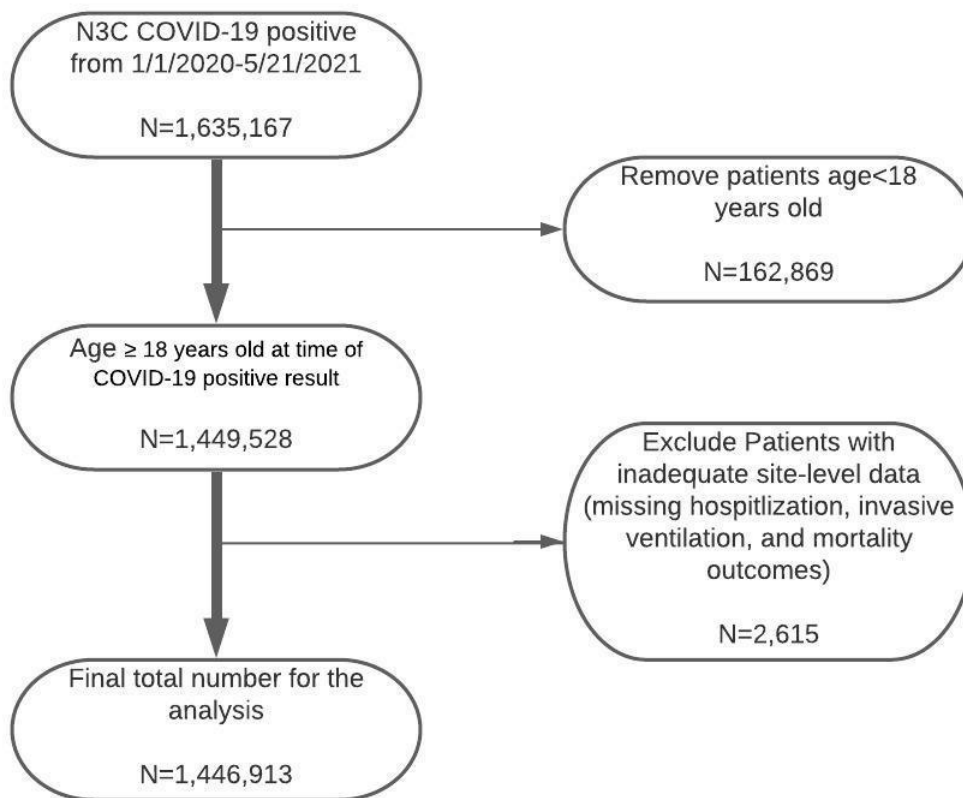 N3C COVID-19 positive
from 1/1/2020-5/21/2021
N=1,635,167
Remove patients age<18
years old
N=162,869
Age ≥ 18 years old at time of
COVID-19 positive result
N=1,449,528
Exclude Patients with
inadequate site-level data
(missing hospitlization, invasive
ventilation, and mortality
outcomes)
N=2,615
Final total number for the
analysis
N=1,446,913